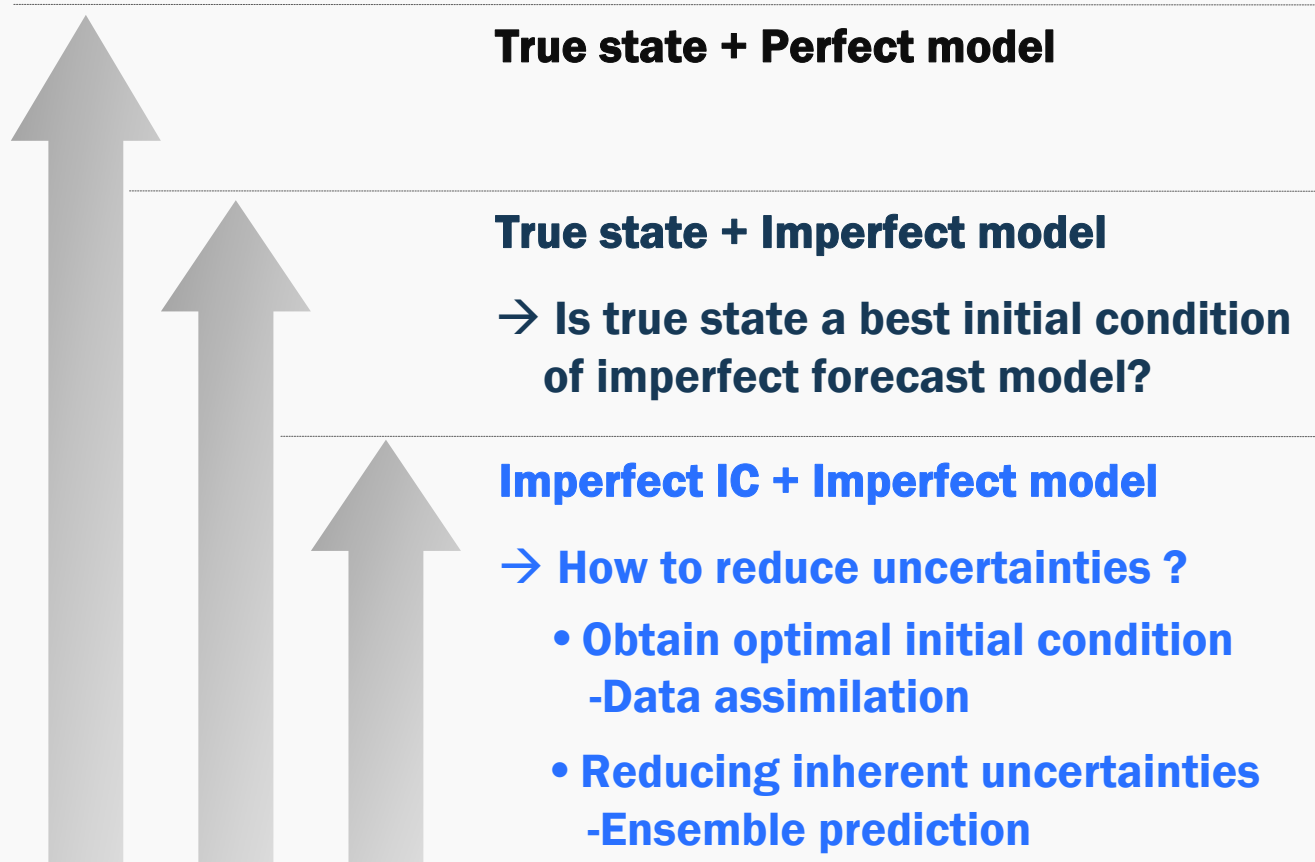 True state + Perfect model
True state + Imperfect model
→ Is true state a best initial condition
of imperfect forecast model?
Imperfect IC + Imperfect model
→ How to reduce uncertainties ?
• Obtain optimal initial condition
-Data assimilation
• Reducing inherent uncertainties
-Ensemble prediction